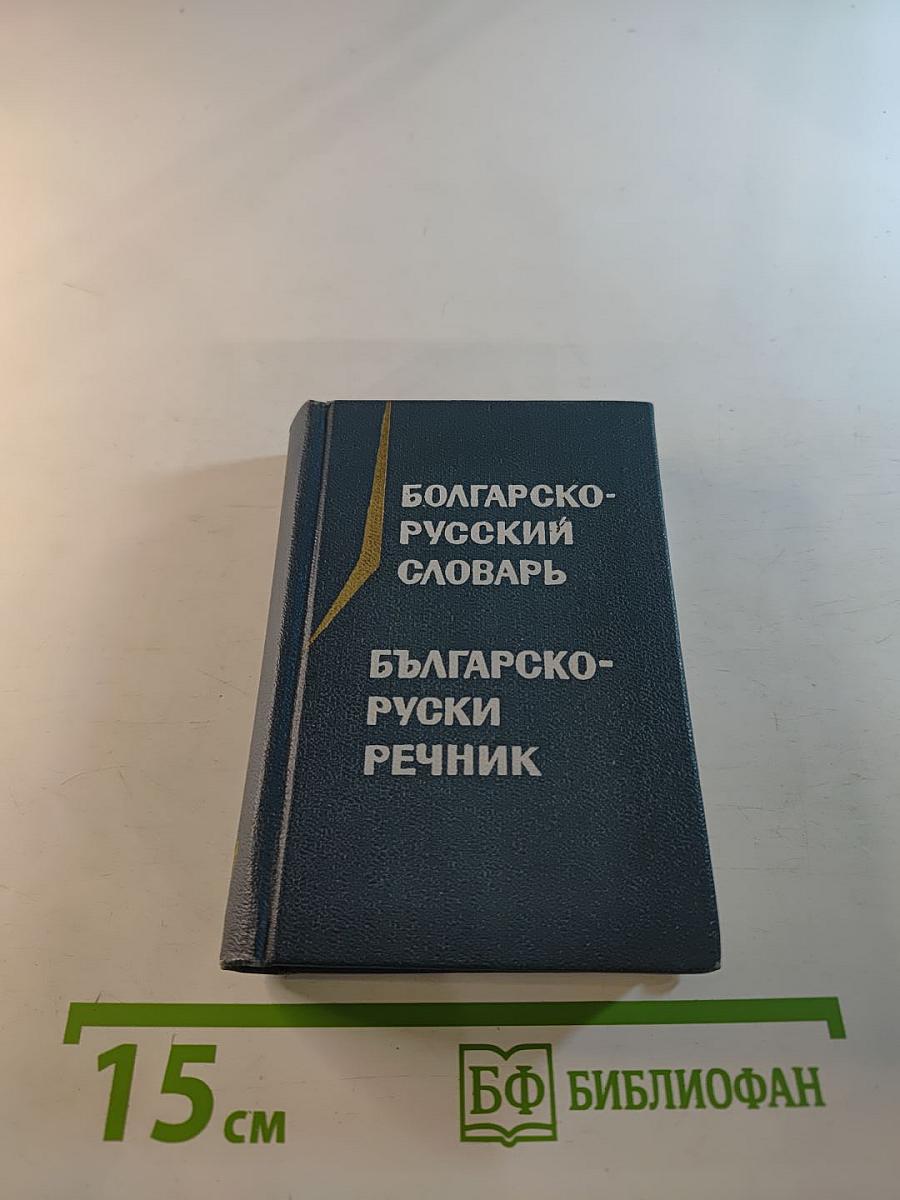 БОЛГАРСКО-
РУССКИЙ
СЛОВАРЬ
БЪЛГАРСКО-
РУСКИ
РЕЧНИК
15 см
БФ БИБЛИОФАН